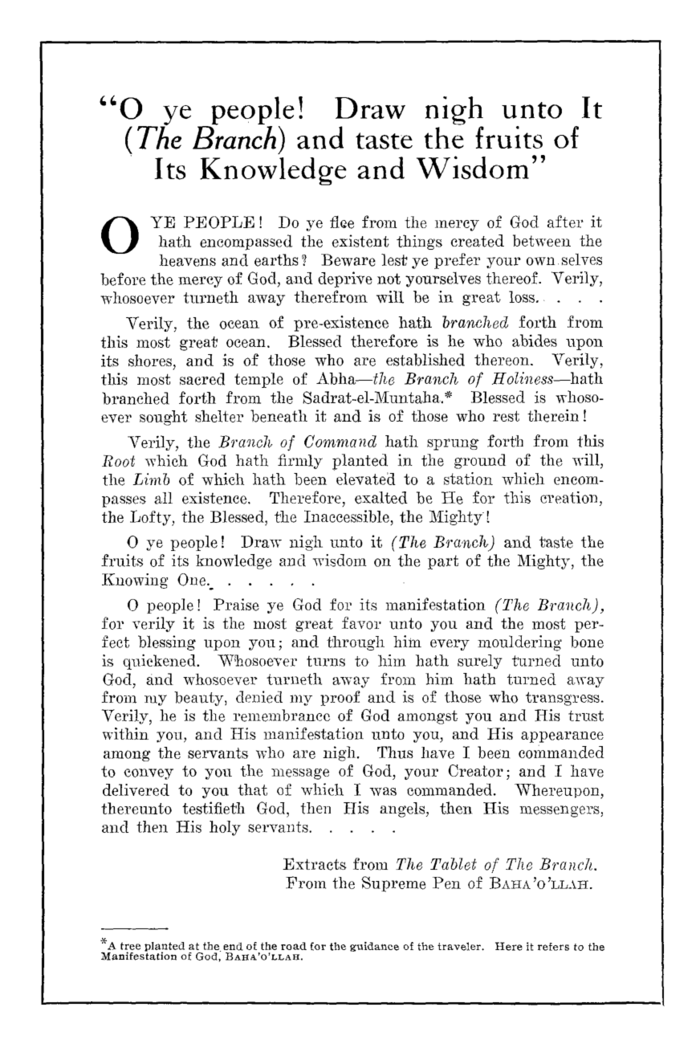 “O ye people! Draw nigh unto It
(The Branch) and taste the fruits of
Its Knowledge and Wisdom”
O YE PEOPLE! Do ye flee from the mercy of God after it
hath encompassed the existent things created between the
heavens and earths? Beware lest ye prefer your own selves
before the mercy of God, and deprive not yourselves thereof. Verily,
whosoever turneth away therefrom will be in great loss. . . .
Verily, the ocean of pre-existence hath branched forth from
this most great ocean. Blessed therefore is he who abides upon
its shores, and is of those who are established thereon. Verily,
this most sacred temple of Abha—the Branch of Holiness—hath
branched forth from the Sadrat-el-Muntaha.* Blessed is whoso-
ever sought shelter beneath it and is of those who rest therein!
Verily, the Branch of Command hath sprung forth from this
Root which God hath firmly planted in the ground of the will,
the Limb of which hath been elevated to a station which encom-
passes all existence. Therefore, exalted be He for this creation,
the Lofty, the Blessed, the Inaccessible, the Mighty!
O ye people! Draw nigh unto it (The Branch) and taste the
fruits of its knowledge and wisdom on the part of the Mighty, the
Knowing One. . . . . .
O people! Praise ye God for its manifestation (The Branch),
for verily it is the most great favor unto you and the most per-
fect blessing upon you; and through him every mouldering bone
is quickened. Whosoever turns to him hath surely turned unto
God, and whosoever turneth away from him hath turned away
from my beauty, denied my proof and is of those who transgress.
Verily, he is the remembrance of God amongst you and His trust
within you, and His manifestation unto you, and His appearance
among the servants who are nigh. Thus have I been commanded
to convey to you the message of God, your Creator; and I have
delivered to you that of which I was commanded. Whereupon,
thereunto testifieth God, then His angels, then His messengers,
and then His holy servants. . . . .
Extracts from The Tablet of The Branch.
From the Supreme Pen of BAHA'O'LLAH.
*A tree planted at the end of the road for the guidance of the traveler. Here it refers to the
Manifestation of God, BAHA'O'LLAH.